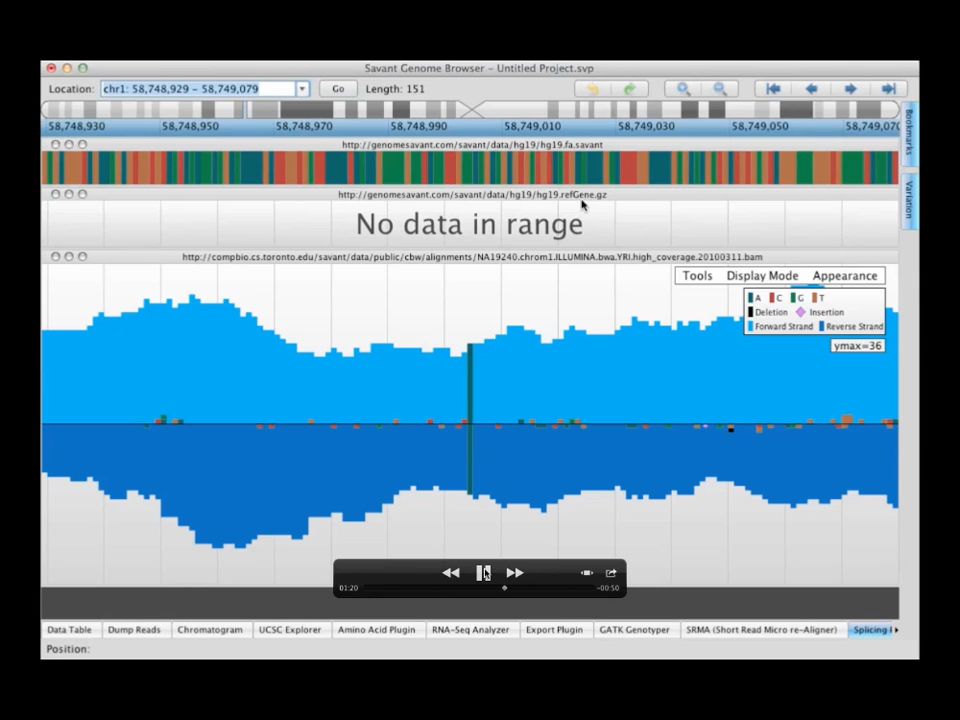 Savant Genome Browser – Untitled Project.svp
Location: chr1: 58,748,929 – 58,749,079 Go Length: 151
58,748,930 58,748,950 58,748,970 58,748,990 58,749,010 58,749,030 58,749,050 58,749,070
Bookmarks
Variation
http://genomesavant.com/savant/data/hg19/hg19.fa.savant
http://genomesavant.com/savant/data/hg19/hg19.refGene.gz
No data in range
http://compbio.cs.toronto.edu/savant/data/public/cbw/alignments/NA19240.chrom1.ILLUMINA.bwa.YRI.high_coverage.20100311.bam
Tools Display Mode Appearance
A C G T
Deletion Insertion
Forward Strand Reverse Strand
ymax=36
01:20 -00:50
Data Table Dump Reads Chromatogram UCSC Explorer Amino Acid Plugin RNA-Seq Analyzer Export Plugin GATK Genotyper SRMA (Short Read Micro re-Aligner) Splicing
Position: